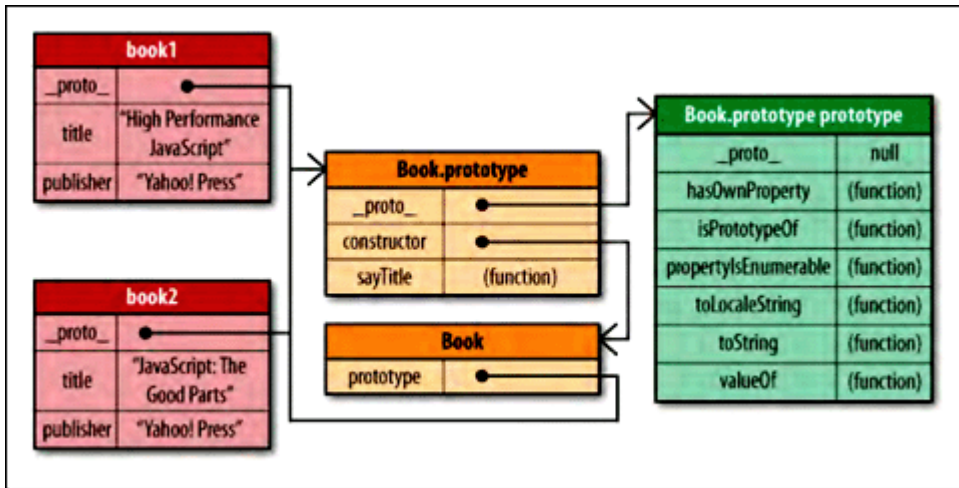 book1
_proto_
title "High Performance
JavaScript"
publisher "Yahoo! Press"
book2
_proto_
title "JavaScript: The
Good Parts"
publisher "Yahoo! Press"
Book.prototype
_proto_
constructor
sayTitle (function)
Book
prototype
Book.prototype prototype
_proto_ null
hasOwnProperty (function)
isPrototypeOf (function)
propertyIsEnumerable (function)
toLocaleString (function)
toString (function)
valueOf (function)